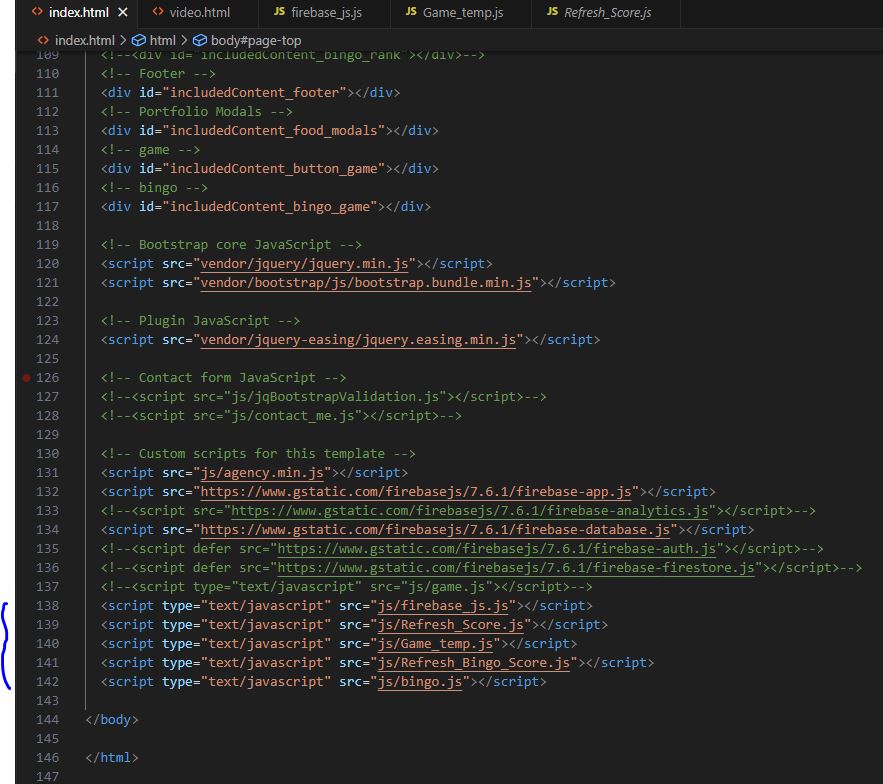 index.html × video.html firebase_js.js Game_temp.js Refresh_Score.js
index.html > html > body#page-top
109 <!--<div id="includedContent_bingo_rank"></div>-->
110 <!-- Footer -->
111 <div id="includedContent_footer"></div>
112 <!-- Portfolio Modals -->
113 <div id="includedContent_food_modals"></div>
114 <!-- game -->
115 <div id="includedContent_button_game"></div>
116 <!-- bingo -->
117 <div id="includedContent_bingo_game"></div>
118
119 <!-- Bootstrap core JavaScript -->
120 <script src="vendor/jquery/jquery.min.js"></script>
121 <script src="vendor/bootstrap/js/bootstrap.bundle.min.js"></script>
122
123 <!-- Plugin JavaScript -->
124 <script src="vendor/jquery-easing/jquery.easing.min.js"></script>
125
126 <!-- Contact form JavaScript -->
127 <!--<script src="js/jqBootstrapValidation.js"></script>-->
128 <!--<script src="js/contact_me.js"></script>-->
129
130 <!-- Custom scripts for this template -->
131 <script src="js/agency.min.js"></script>
132 <script src="https://www.gstatic.com/firebasejs/7.6.1/firebase-app.js"></script>
133 <!--<script src="https://www.gstatic.com/firebasejs/7.6.1/firebase-analytics.js"></script>-->
134 <script src="https://www.gstatic.com/firebasejs/7.6.1/firebase-database.js"></script>
135 <!--<script defer src="https://www.gstatic.com/firebasejs/7.6.1/firebase-auth.js"></script>-->
136 <!--<script defer src="https://www.gstatic.com/firebasejs/7.6.1/firebase-firestore.js"></script>-->
137 <!--<script type="text/javascript" src="js/game.js"></script>-->
138 <script type="text/javascript" src="js/firebase_js.js"></script>
139 <script type="text/javascript" src="js/Refresh_Score.js"></script>
140 <script type="text/javascript" src="js/Game_temp.js"></script>
141 <script type="text/javascript" src="js/Refresh_Bingo_Score.js"></script>
142 <script type="text/javascript" src="js/bingo.js"></script>
143
144 </body>
145
146 </html>
147